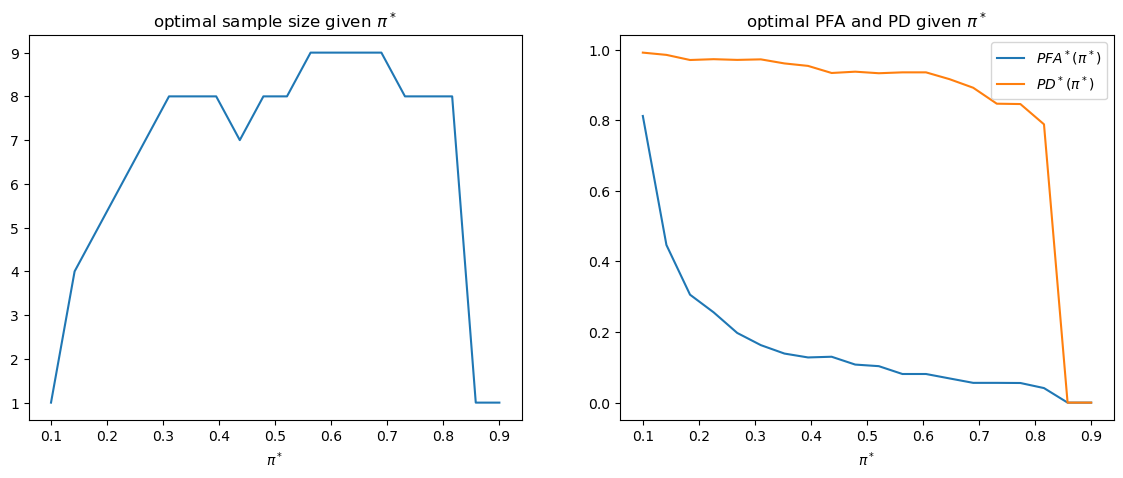 optimal sample size given π*
9
8
7
6
5
4
3
2
1
0.1 0.2 0.3 0.4 0.5 0.6 0.7 0.8 0.9
π*
optimal PFA and PD given π*
PFA*(π*)
PD*(π*)
1.0
0.8
0.6
0.4
0.2
0.0
0.1 0.2 0.3 0.4 0.5 0.6 0.7 0.8 0.9
π*